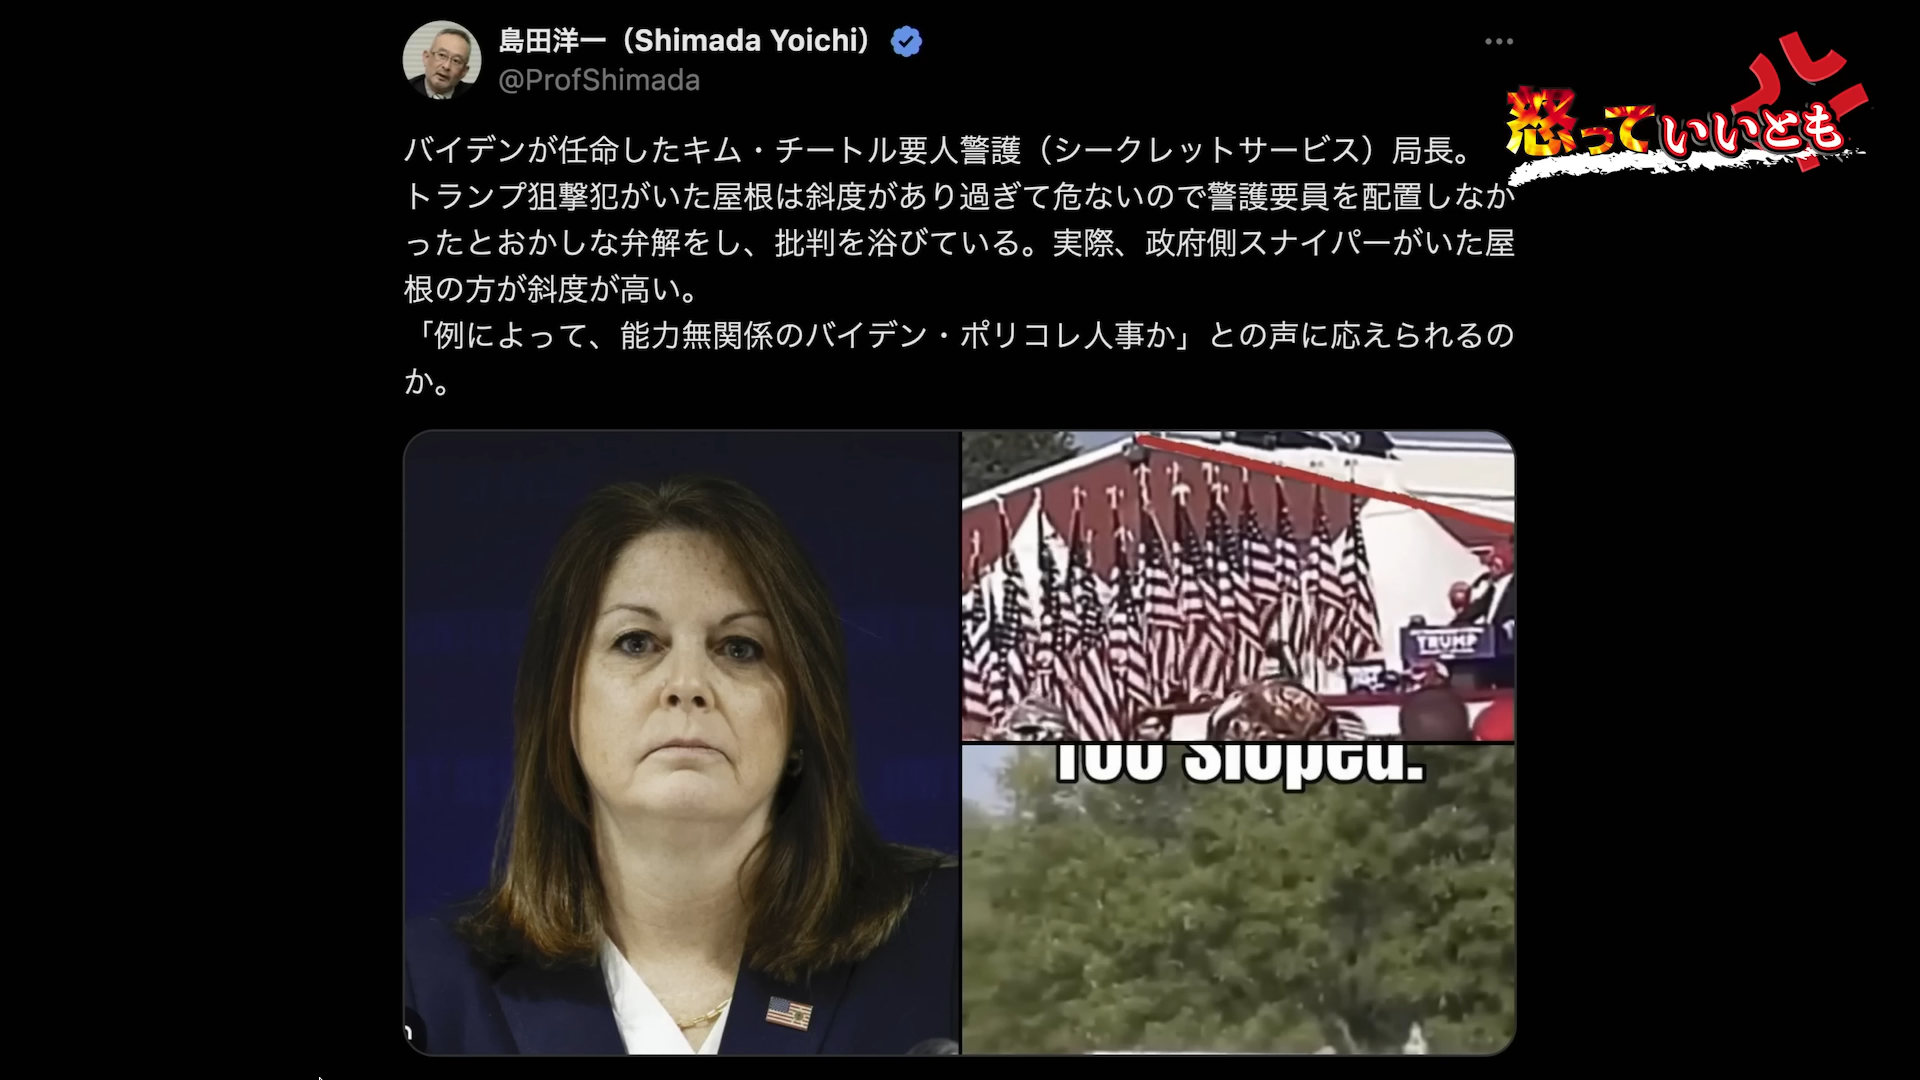 島田洋一（Shimada Yoichi）
@ProfShimada
怒っていいとも
バイデンが任命したキム・チートル要人警護（シークレットサービス）局長。
トランプ狙撃犯がいた屋根は斜度があり過ぎて危ないので警護要員を配置しなか
ったとおかしな弁解をし、批判を浴びている。実際、政府側スナイパーがいた屋
根の方が斜度が高い。
「例によって、能力無関係のバイデン・ポリコレ人事か」との声に応えられるの
か。
TRUMP
Too sloped.